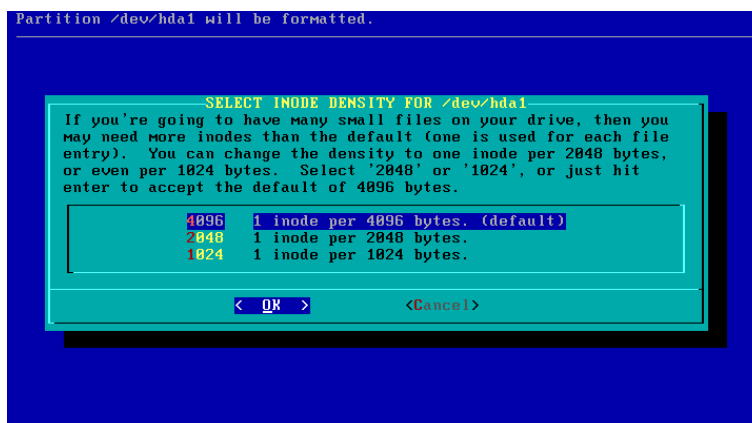 Partition /dev/hda1 will be formatted.
SELECT INODE DENSITY FOR /dev/hda1
If you're going to have many small files on your drive, then you
may need more inodes than the default (one is used for each file
entry).  You can change the density to one inode per 2048 bytes,
or even per 1024 bytes.  Select '2048' or '1024', or just hit
enter to accept the default of 4096 bytes.
4096  1 inode per 4096 bytes. (default)
2048  1 inode per 2048 bytes.
1024  1 inode per 1024 bytes.
<  OK  >  <Cancel>